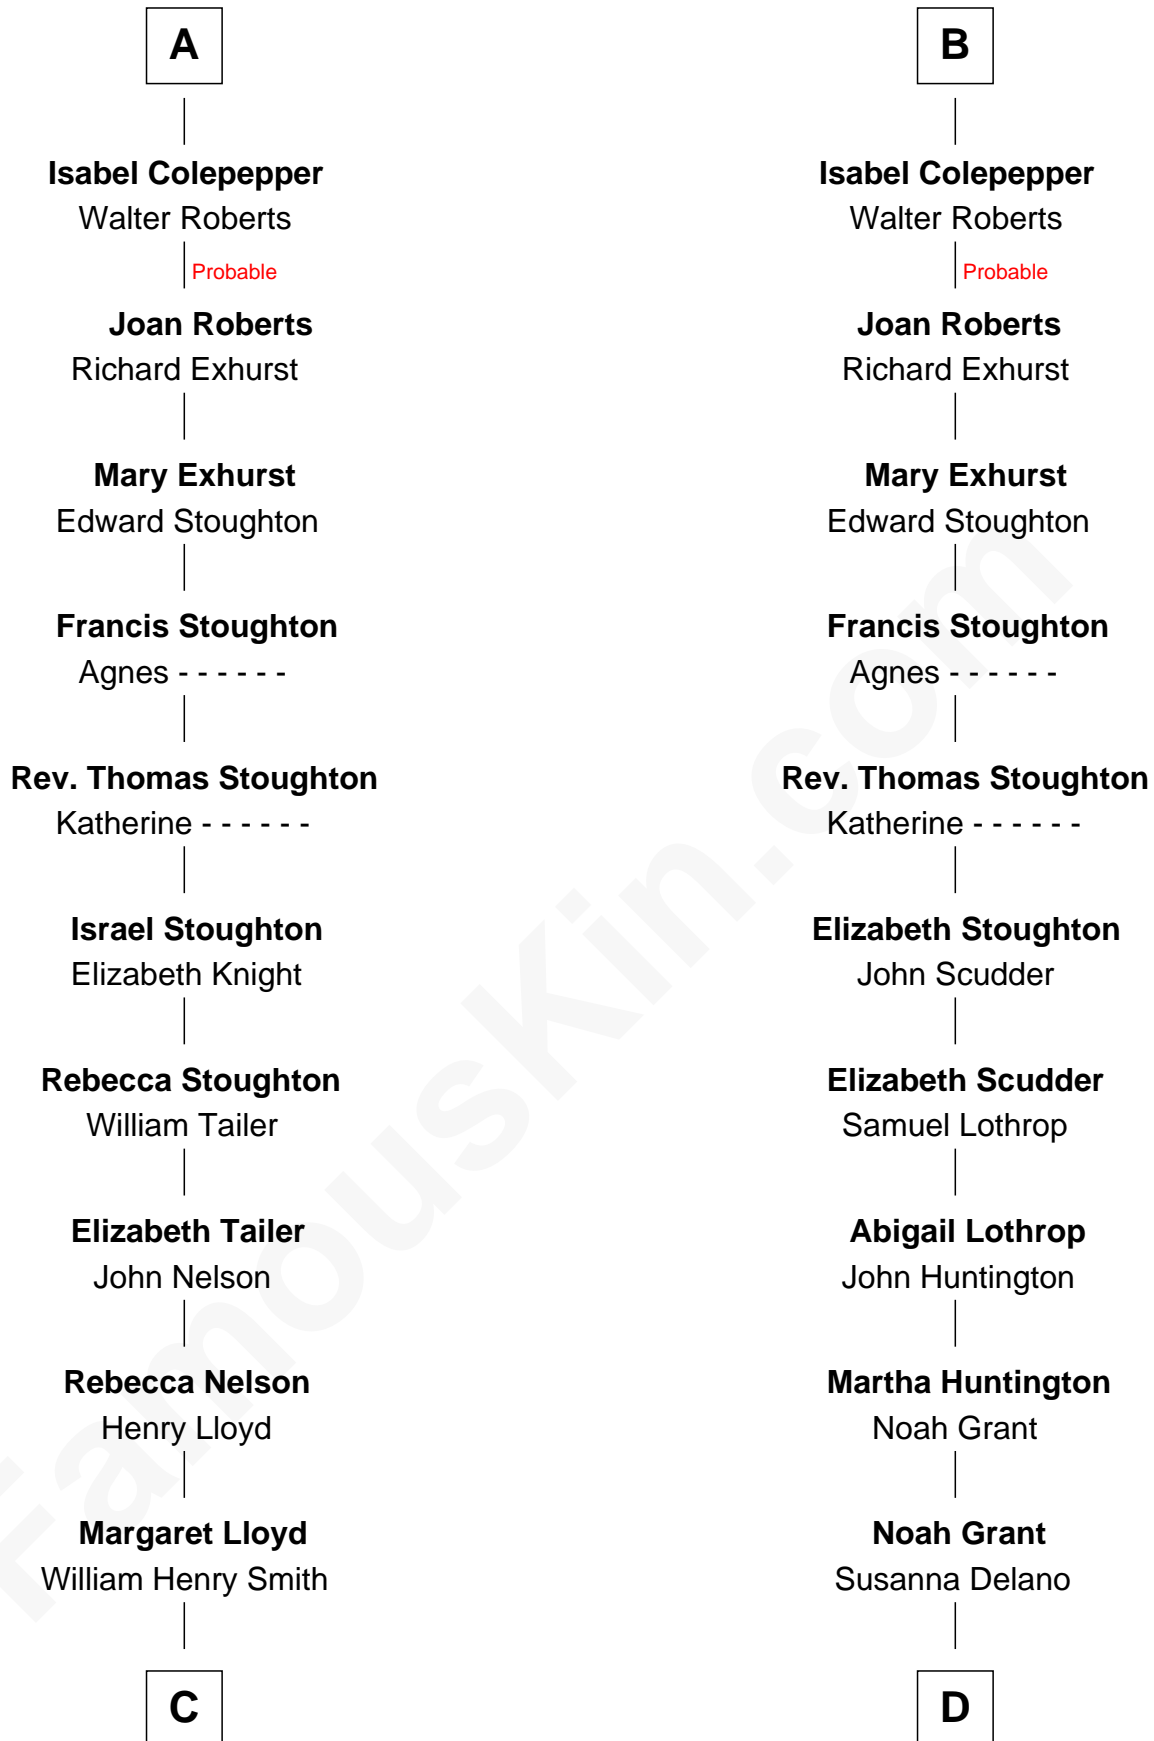 A
Isabel Colepepper
Walter Roberts
Probable
Joan Roberts
Richard Exhurst
Mary Exhurst
Edward Stoughton
Francis Stoughton
Agnes - - - - - -
Rev. Thomas Stoughton
Katherine - - - - - -
Israel Stoughton
Elizabeth Knight
Rebecca Stoughton
William Tailer
Elizabeth Tailer
John Nelson
Rebecca Nelson
Henry Lloyd
Margaret Lloyd
William Henry Smith
C
B
Isabel Colepepper
Walter Roberts
Probable
Joan Roberts
Richard Exhurst
Mary Exhurst
Edward Stoughton
Francis Stoughton
Agnes - - - - - -
Rev. Thomas Stoughton
Katherine - - - - - -
Elizabeth Stoughton
John Scudder
Elizabeth Scudder
Samuel Lothrop
Abigail Lothrop
John Huntington
Martha Huntington
Noah Grant
Noah Grant
Susanna Delano
D
FamousKin.com